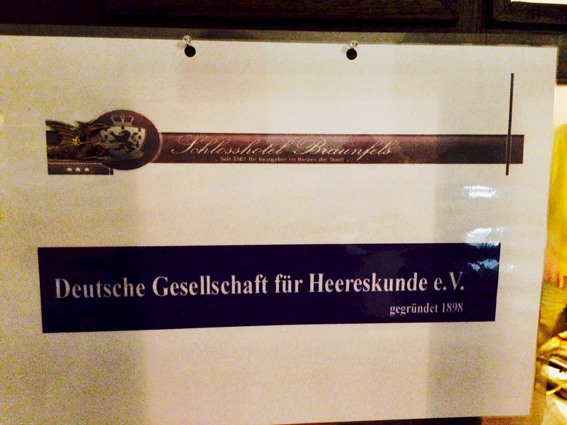 Schlosshotel Braunfels
Deutsche Gesellschaft für Heereskunde e.V.
gegründet 1898